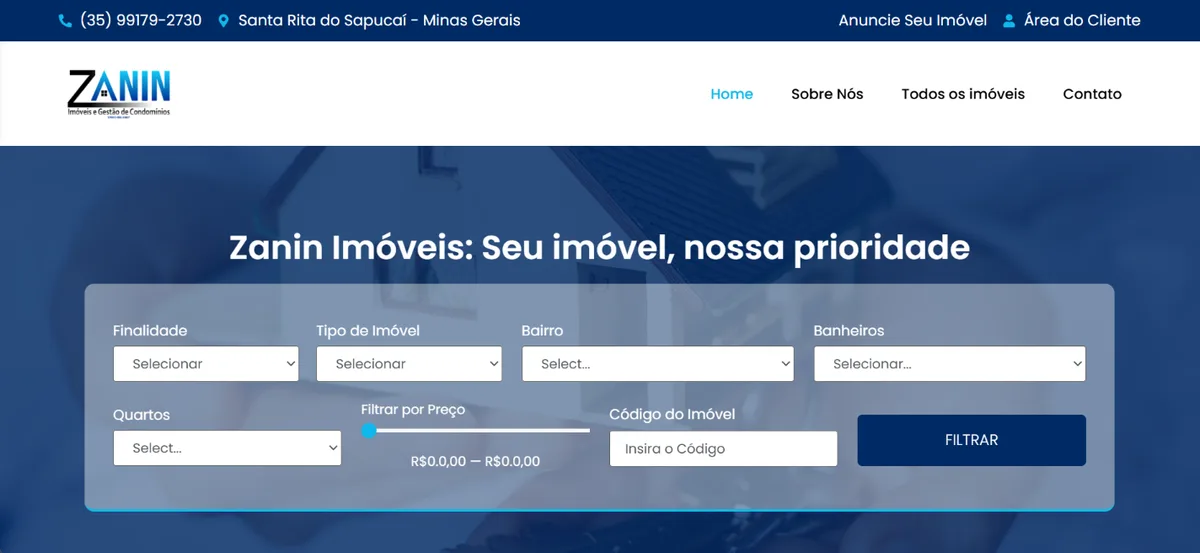 (35) 99179-2730 Santa Rita do Sapucaí - Minas Gerais Anuncie Seu Imóvel Área do Cliente
ZANIN
Imóveis e Gestão de Condomínios
Home Sobre Nós Todos os imóveis Contato
Zanin Imóveis: Seu imóvel, nossa prioridade
Finalidade Tipo de Imóvel Bairro Banheiros
Selecionar Selecionar Select... Selecionar...
Quartos Filtrar por Preço Código do Imóvel
Select... Insira o Código FILTRAR
R$0.0,00 — R$0.0,00